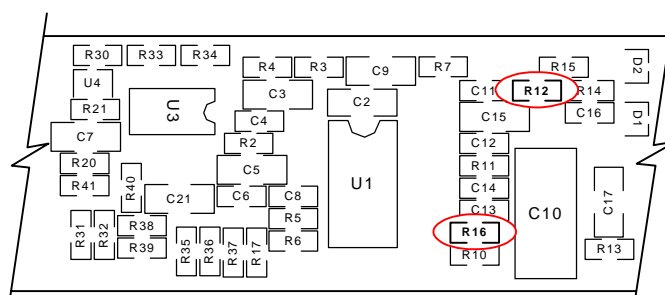 R30 R33 R34
R4 R3 C9 R7 R15 D2
U4
C3 C11 R12 R14
R21 U3 C2
C4 C15 C16 D1
C7 R2 C12
R20 C5 R11
R41 R40 U1 C14
C21 C6 C8 C13 C10 C17
R31 R32 R38 R5 R16
R39 R35 R36 R37 R17 R6 R10 R13